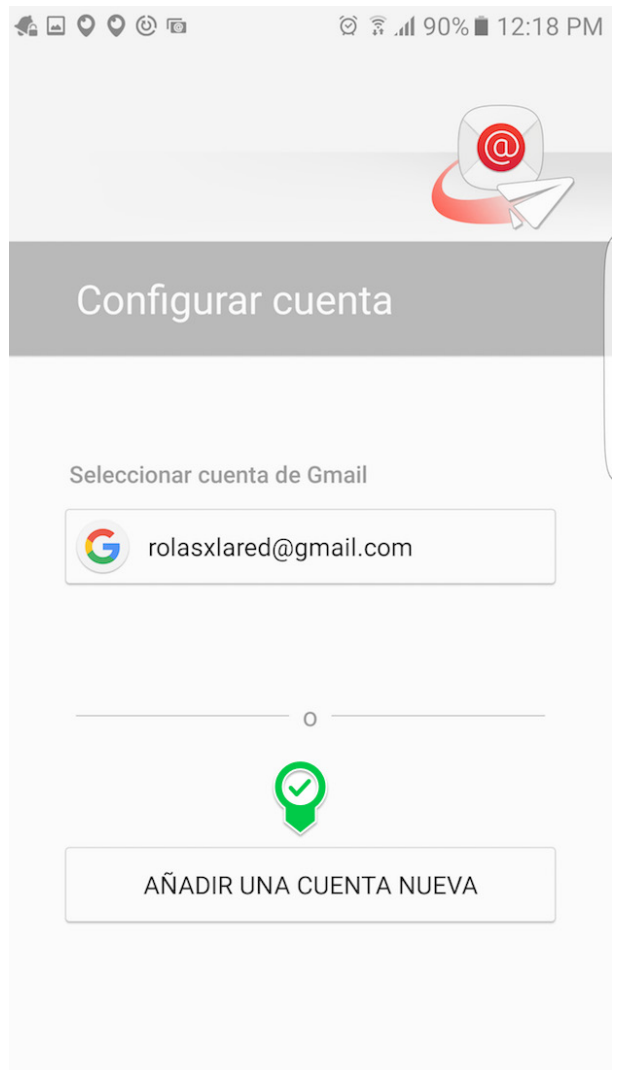 90% 12:18 PM
@
Configurar cuenta
Seleccionar cuenta de Gmail
G rolasxlared@gmail.com
o
AÑADIR UNA CUENTA NUEVA